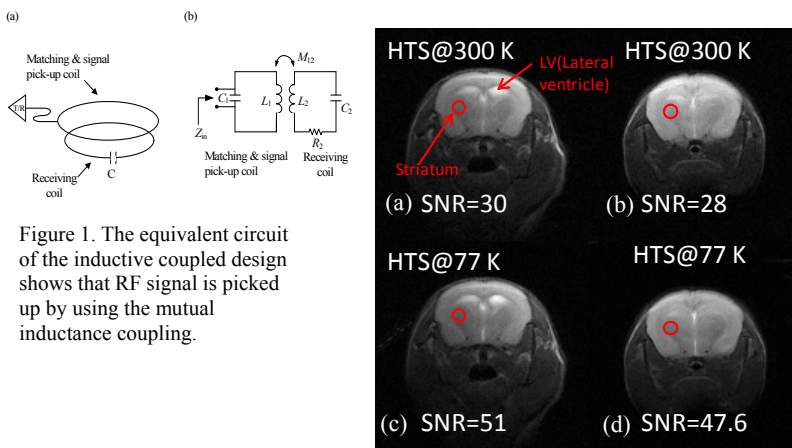 (a)
(b)
Matching & signal
pick-up coil
T/R
Receiving
coil
C
M12
C1
L1
L2
C2
Zin
R2
Matching & signal
pick-up coil
Receiving
coil
Figure 1. The equivalent circuit
of the inductive coupled design
shows that RF signal is picked
up by using the mutual
inductance coupling.
HTS@300 K
LV(Lateral
ventricle)
Striatum
(a) SNR=30
HTS@300 K
(b) SNR=28
HTS@77 K
(c) SNR=51
HTS@77 K
(d) SNR=47.6